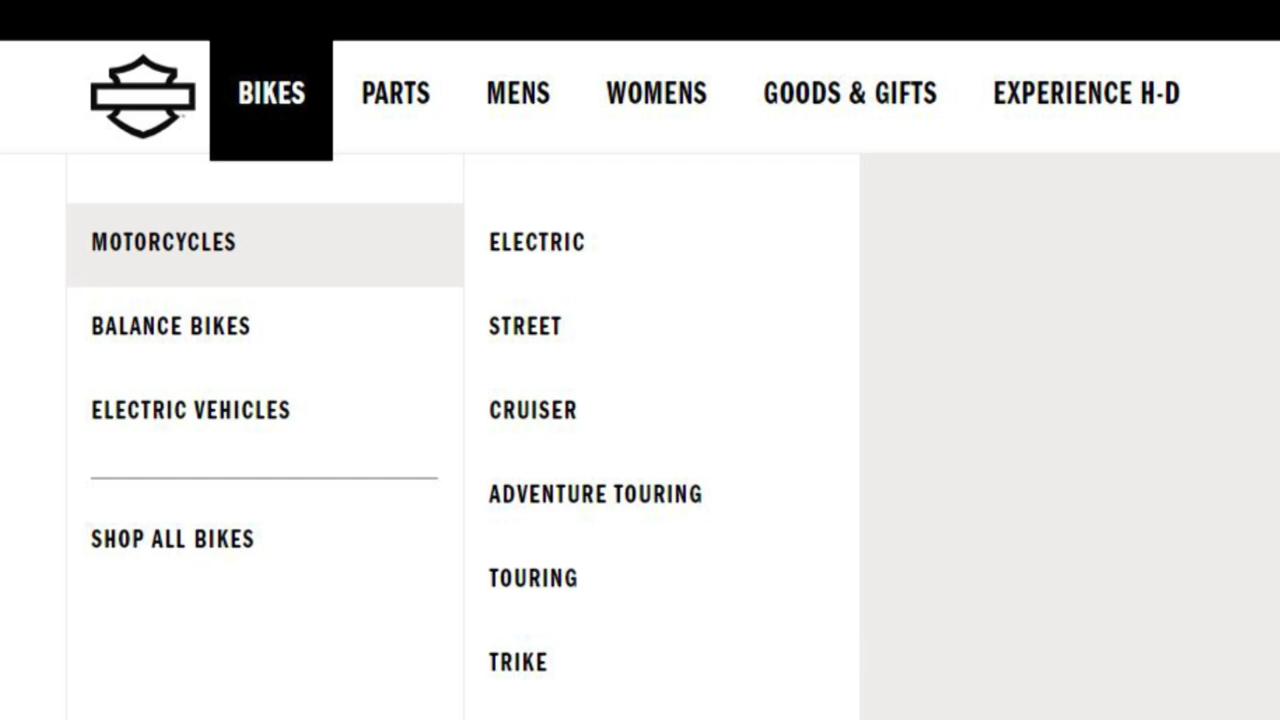 BIKES PARTS MENS WOMENS GOODS & GIFTS EXPERIENCE H-D
MOTORCYCLES
BALANCE BIKES
ELECTRIC VEHICLES
SHOP ALL BIKES
ELECTRIC
STREET
CRUISER
ADVENTURE TOURING
TOURING
TRIKE